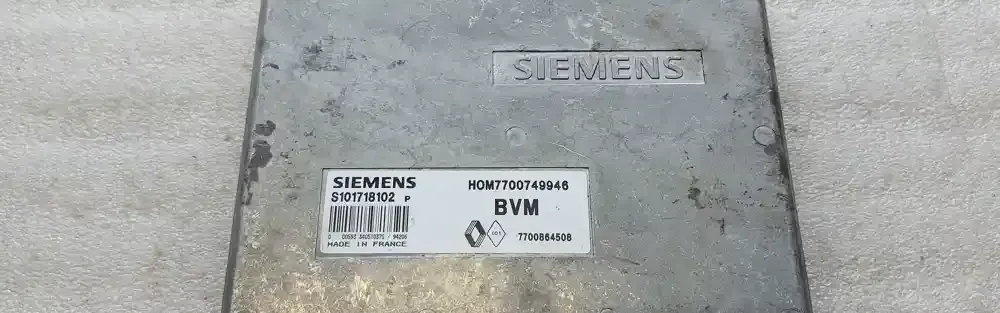 SIEMENS
SIEMENS
S101718102 P
MADE IN FRANCE
HOM7700749946
BVM
7700864508